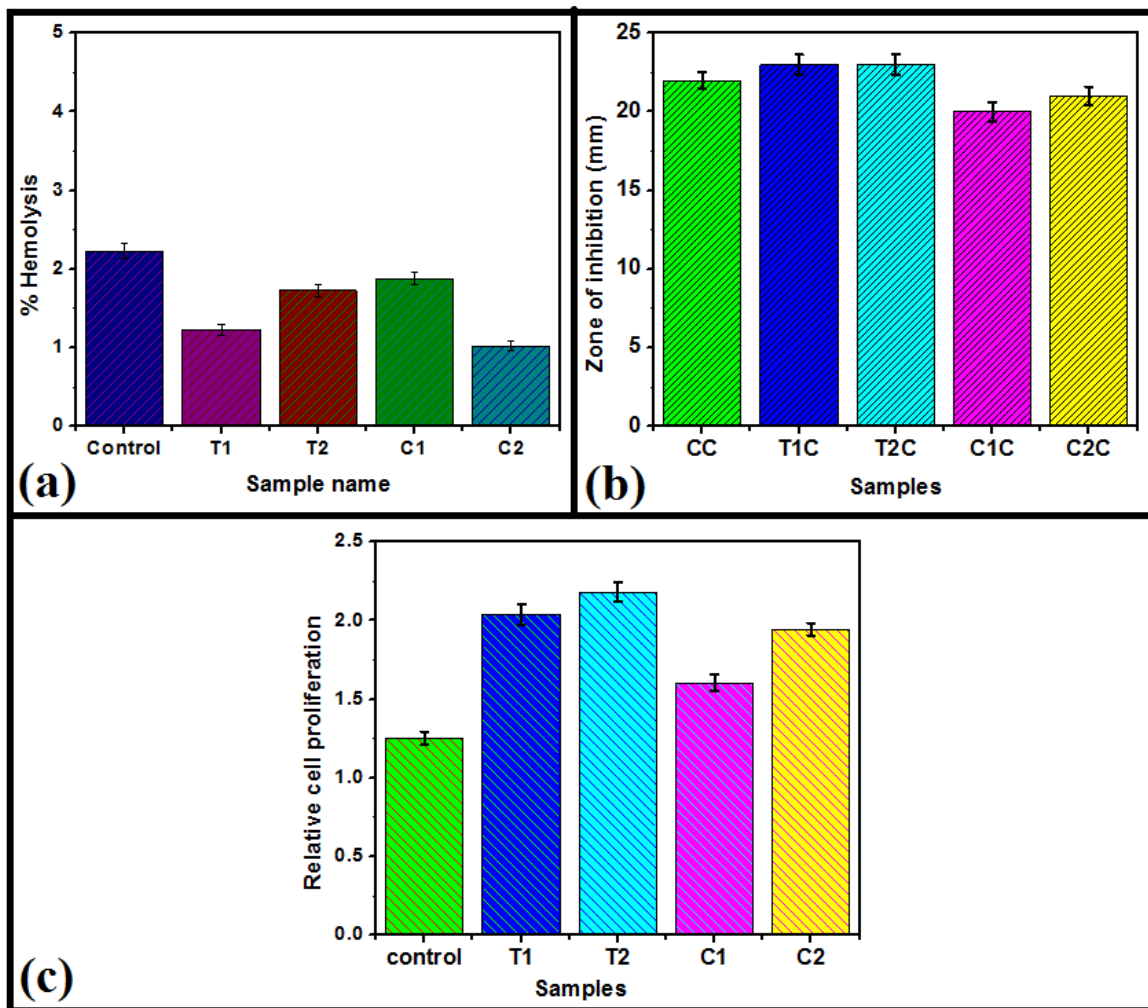 5
4
3
2
1
0
% Hemolysis
Control T1 T2 C1 C2
Sample name
(a)
25
20
15
10
5
0
Zone of inhibition (mm)
CC T1C T2C C1C C2C
Samples
(b)
2.5
2.0
1.5
1.0
0.5
0.0
Relative cell proliferation
control T1 T2 C1 C2
Samples
(c)